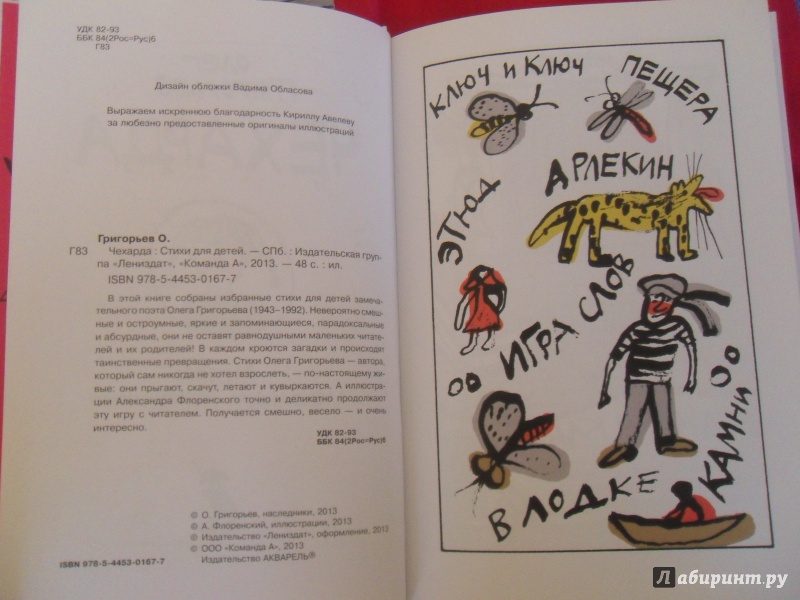 УДК 82-93
ББК 84(2Рос=Рус)6
Г83
Дизайн обложки Вадима Обласова
Выражаем искреннюю благодарность Кириллу Авелеву
за любезно предоставленные оригиналы иллюстраций
Григорьев О.
Г83 Чехарда : Стихи для детей. — СПб. : Издательская груп-
па «Лениздат», «Команда А», 2013. — 48 с. : ил.
ISBN 978-5-4453-0167-7
В этой книге собраны избранные стихи для детей замеча-
тельного поэта Олега Григорьева (1943–1992). Невероятно смеш-
ные и остроумные, яркие и запоминающиеся, парадоксальные
и абсурдные, они не оставят равнодушными маленьких читате-
лей и их родителей! В каждом кроются загадки и происходят
таинственные превращения. Стихи Олега Григорьева — автора,
который сам никогда не хотел взрослеть, — по-настоящему жи-
вые: они прыгают, скачут, летают и кувыркаются. А иллюстра-
ции Александра Флоренского точно и деликатно продолжают
эту игру с читателем. Получается смешно, весело — и очень
интересно.
УДК 82-93
ББК 84(2Рос=Рус)6
© О. Григорьев, наследники, 2013
© А. Флоренский, иллюстрации, 2013
© Издательство «Лениздат», оформление, 2013
© ООО «Команда А», 2013
ISBN 978-5-4453-0167-7 Издательство АКВАРЕЛЬ®
КЛЮЧ И КЛЮЧ
ПЕЩЕРА
АРЛЕКИН
ЭТЮД
ИГРА СЛОВ
КАМНИ
В ЛОДКЕ
Лабиринт.ру